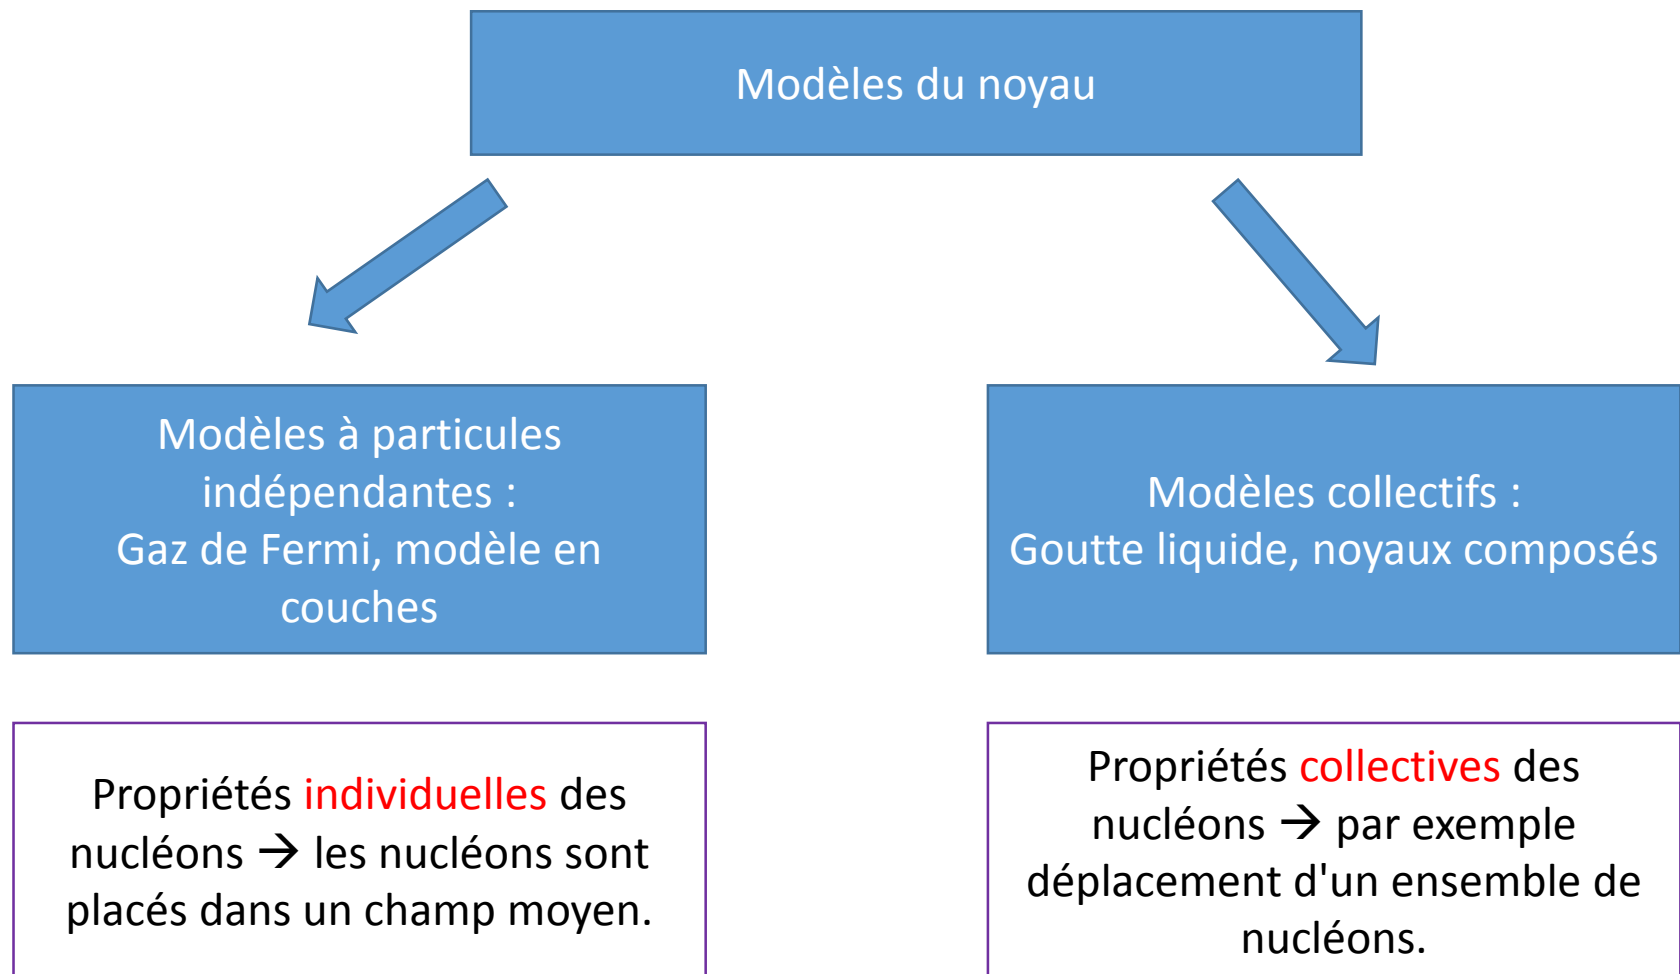 Modèles du noyau
Modèles à particules
indépendantes :
Gaz de Fermi, modèle en
couches
Modèles collectifs :
Goutte liquide, noyaux composés
Propriétés individuelles des
nucléons → les nucléons sont
placés dans un champ moyen.
Propriétés collectives des
nucléons → par exemple
déplacement d'un ensemble de
nucléons.